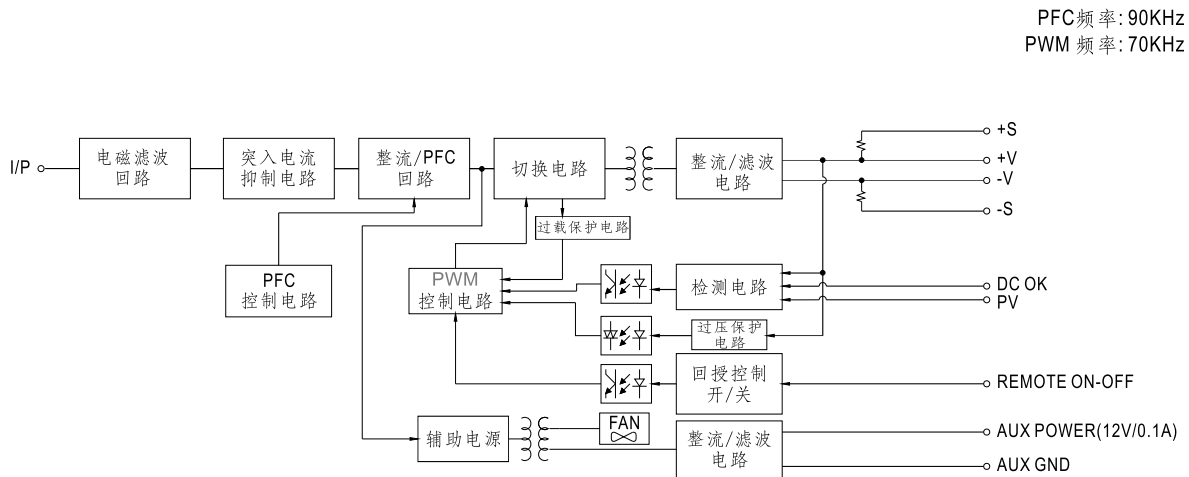 PFC频率: 90KHz
PWM 频率: 70KHz
I/P
电磁滤波
回路
突入电流
抑制电路
整流/PFC
回路
切换电路
整流/滤波
电路
+S
+V
-V
-S
过载保护电路
PFC
控制电路
PWM
控制电路
检测电路
DC OK
PV
过压保护
电路
回授控制
开/关
REMOTE ON-OFF
辅助电源
FAN
整流/滤波
电路
AUX POWER(12V/0.1A)
AUX GND